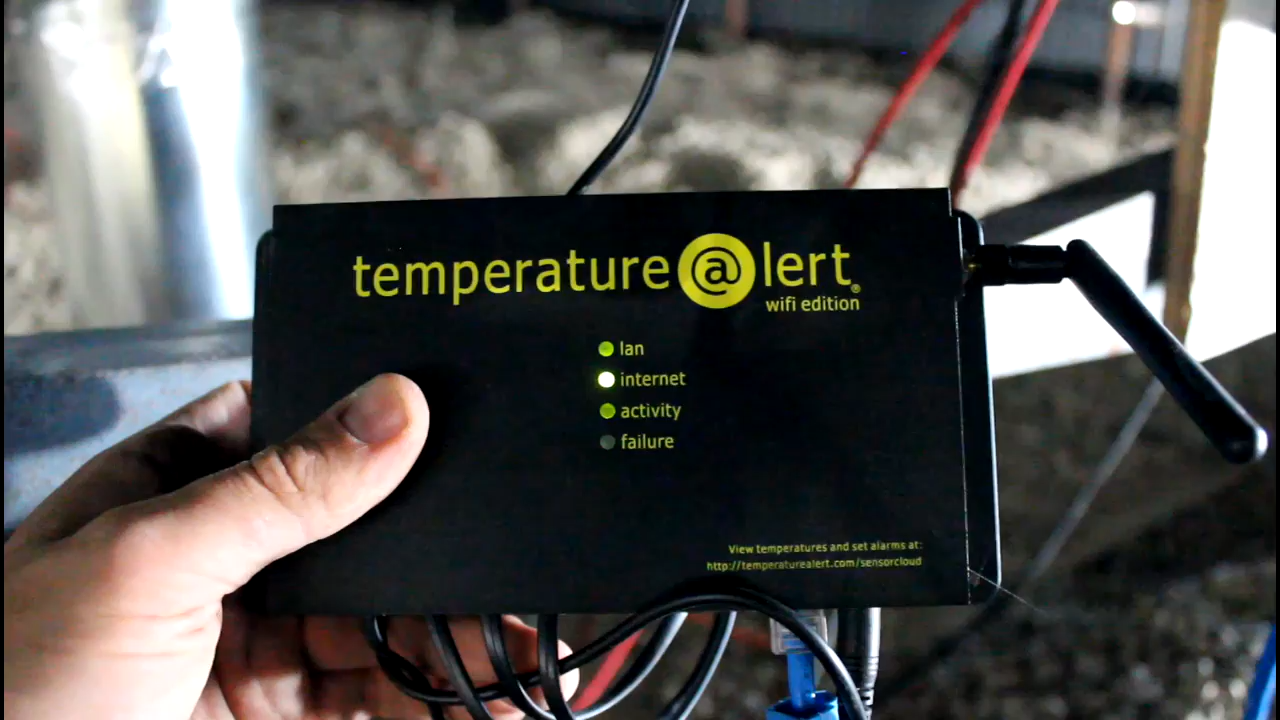 temperature@lert®
wifi edition
lan
internet
activity
failure
View temperatures and set alarms at:
http://temperaturealert.com/sensorcloud